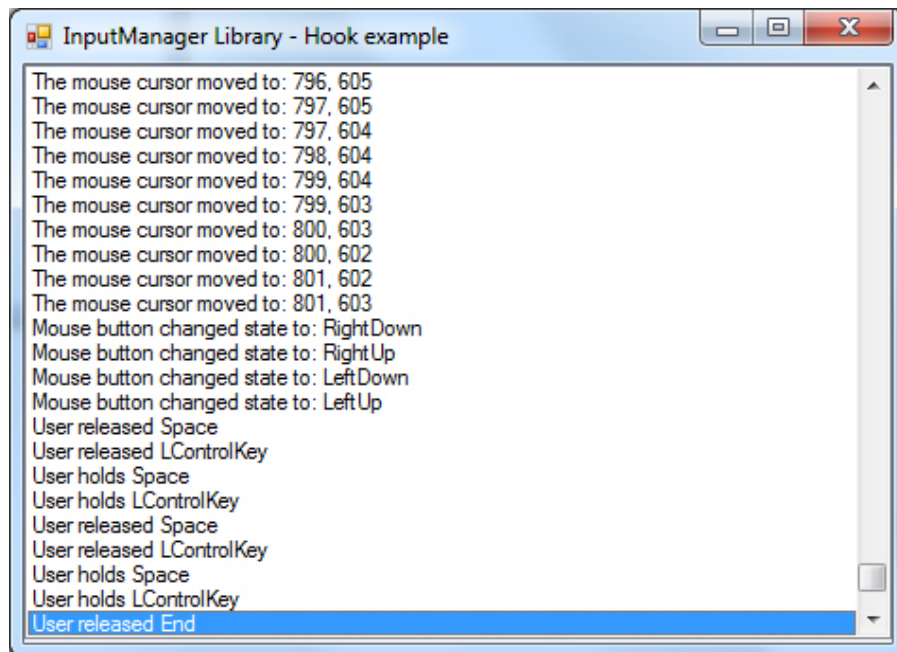 InputManager Library - Hook example
The mouse cursor moved to: 796, 605
The mouse cursor moved to: 797, 605
The mouse cursor moved to: 797, 604
The mouse cursor moved to: 798, 604
The mouse cursor moved to: 799, 604
The mouse cursor moved to: 799, 603
The mouse cursor moved to: 800, 603
The mouse cursor moved to: 800, 602
The mouse cursor moved to: 801, 602
The mouse cursor moved to: 801, 603
Mouse button changed state to: RightDown
Mouse button changed state to: RightUp
Mouse button changed state to: LeftDown
Mouse button changed state to: LeftUp
User released Space
User released LControlKey
User holds Space
User holds LControlKey
User released Space
User released LControlKey
User holds Space
User holds LControlKey
User released End